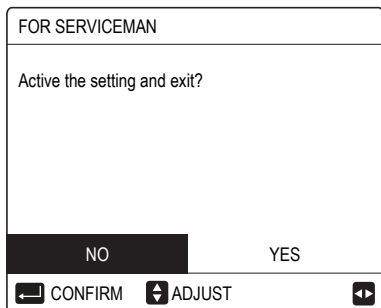 FOR SERVICEMAN
Active the setting and exit?
NO YES
CONFIRM ADJUST